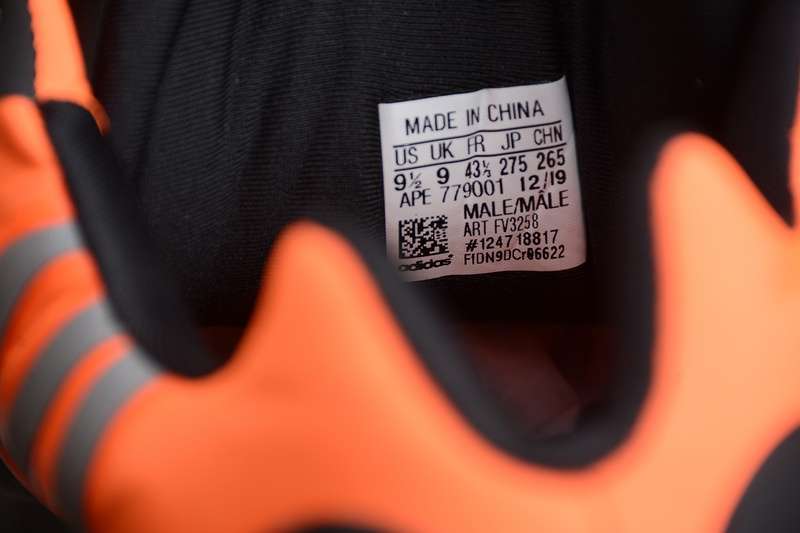 MADE IN CHINA
US UK FR JP CHN
9½ 9 43⅓ 275 265
APE 779001 12/19
MALE/MÂLE
ART FV3258
#124718817
F1DN9DCr06622
adidas